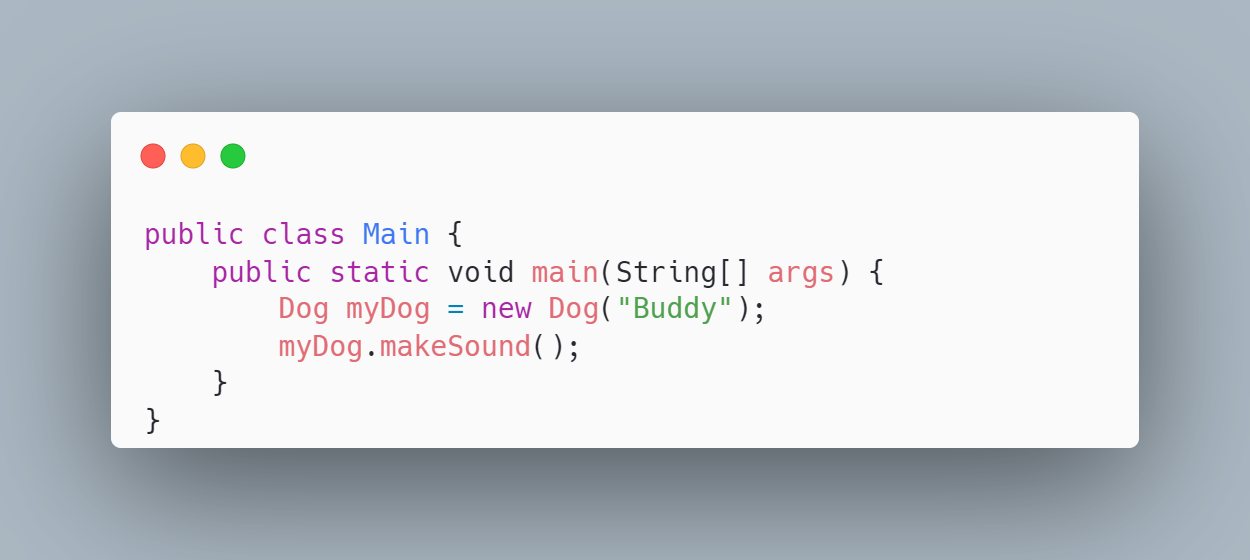 public class Main {
    public static void main(String[] args) {
        Dog myDog = new Dog("Buddy");
        myDog.makeSound();
    }
}